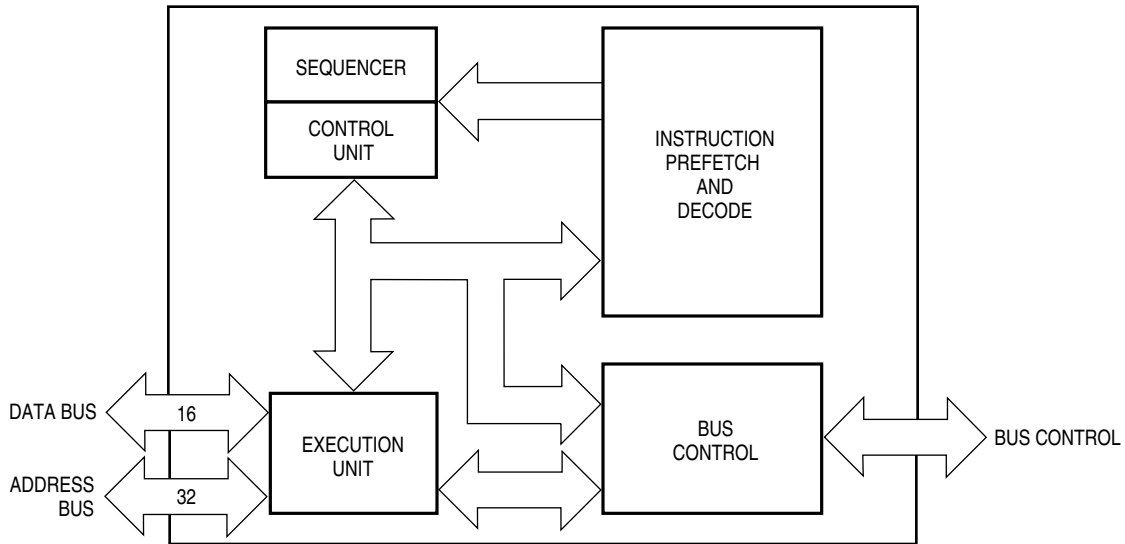 SEQUENCER
CONTROL
UNIT
INSTRUCTION
PREFETCH
AND
DECODE
DATA BUS
16
ADDRESS
BUS
32
EXECUTION
UNIT
BUS
CONTROL
BUS CONTROL